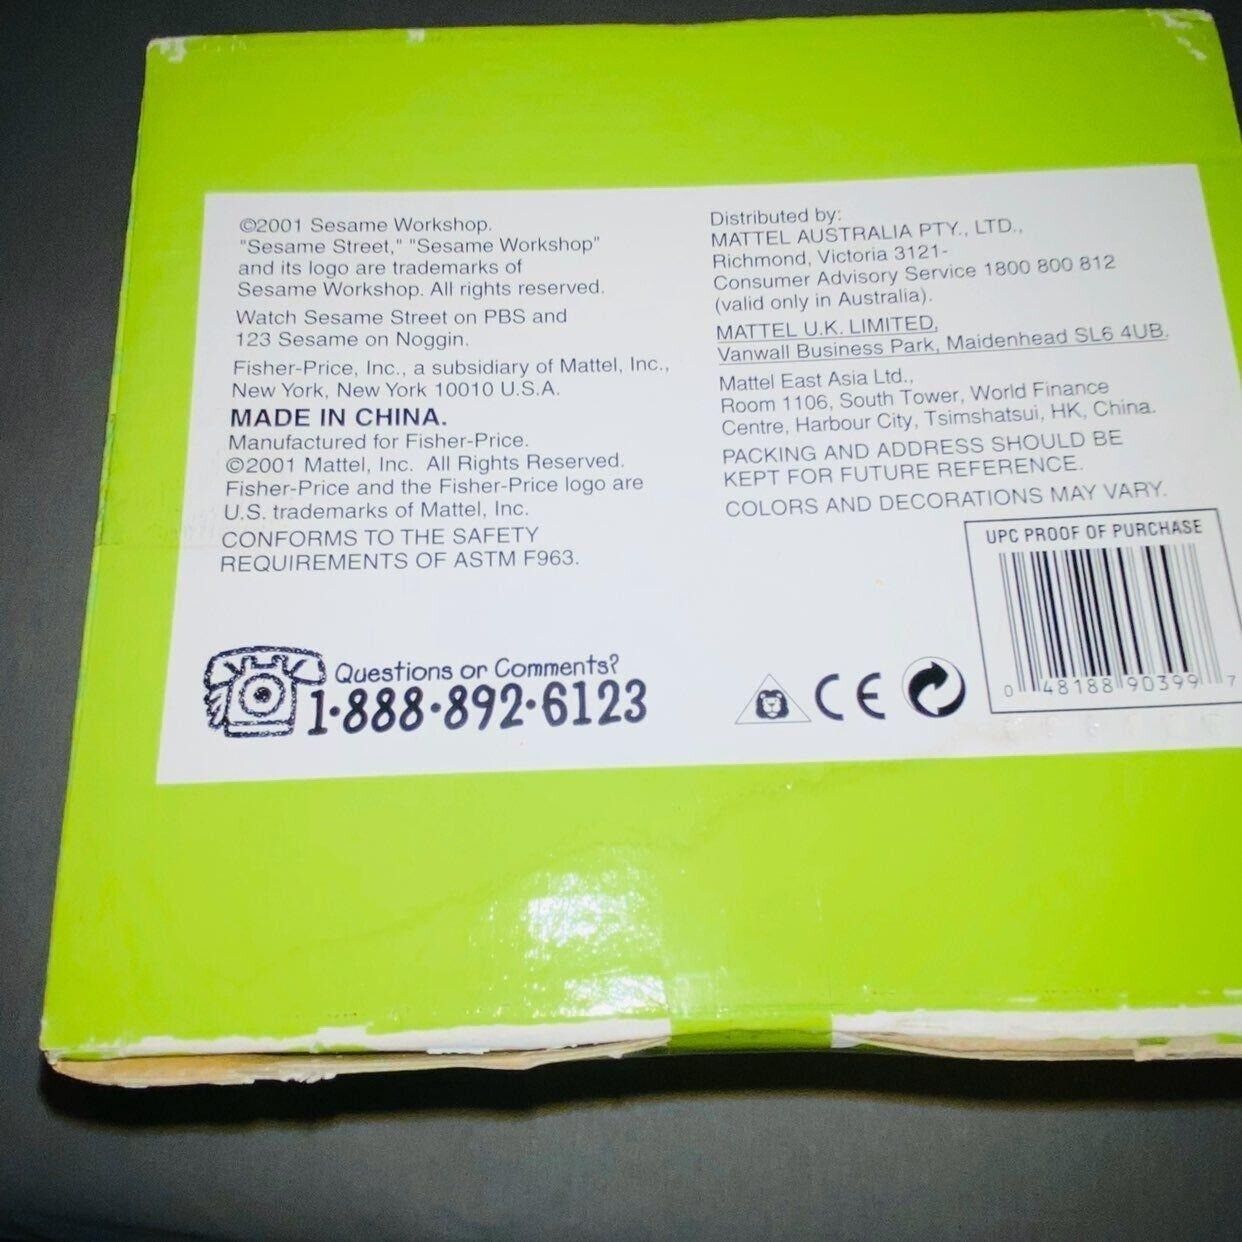 ©2001 Sesame Workshop.
"Sesame Street," "Sesame Workshop"
and its logo are trademarks of
Sesame Workshop. All rights reserved.
Watch Sesame Street on PBS and
123 Sesame on Noggin.
Fisher-Price, Inc., a subsidiary of Mattel, Inc.,
New York, New York 10010 U.S.A.
MADE IN CHINA.
Manufactured for Fisher-Price.
©2001 Mattel, Inc. All Rights Reserved.
Fisher-Price and the Fisher-Price logo are
U.S. trademarks of Mattel, Inc.
CONFORMS TO THE SAFETY
REQUIREMENTS OF ASTM F963.
Questions or Comments?
1·888·892·6123
Distributed by:
MATTEL AUSTRALIA PTY., LTD.,
Richmond, Victoria 3121-
Consumer Advisory Service 1800 800 812
(valid only in Australia).
MATTEL U.K. LIMITED,
Vanwall Business Park, Maidenhead SL6 4UB.
Mattel East Asia Ltd.,
Room 1106, South Tower, World Finance
Centre, Harbour City, Tsimshatsui, HK, China.
PACKING AND ADDRESS SHOULD BE
KEPT FOR FUTURE REFERENCE.
COLORS AND DECORATIONS MAY VARY.
UPC PROOF OF PURCHASE
0 48188 90399 7
CE